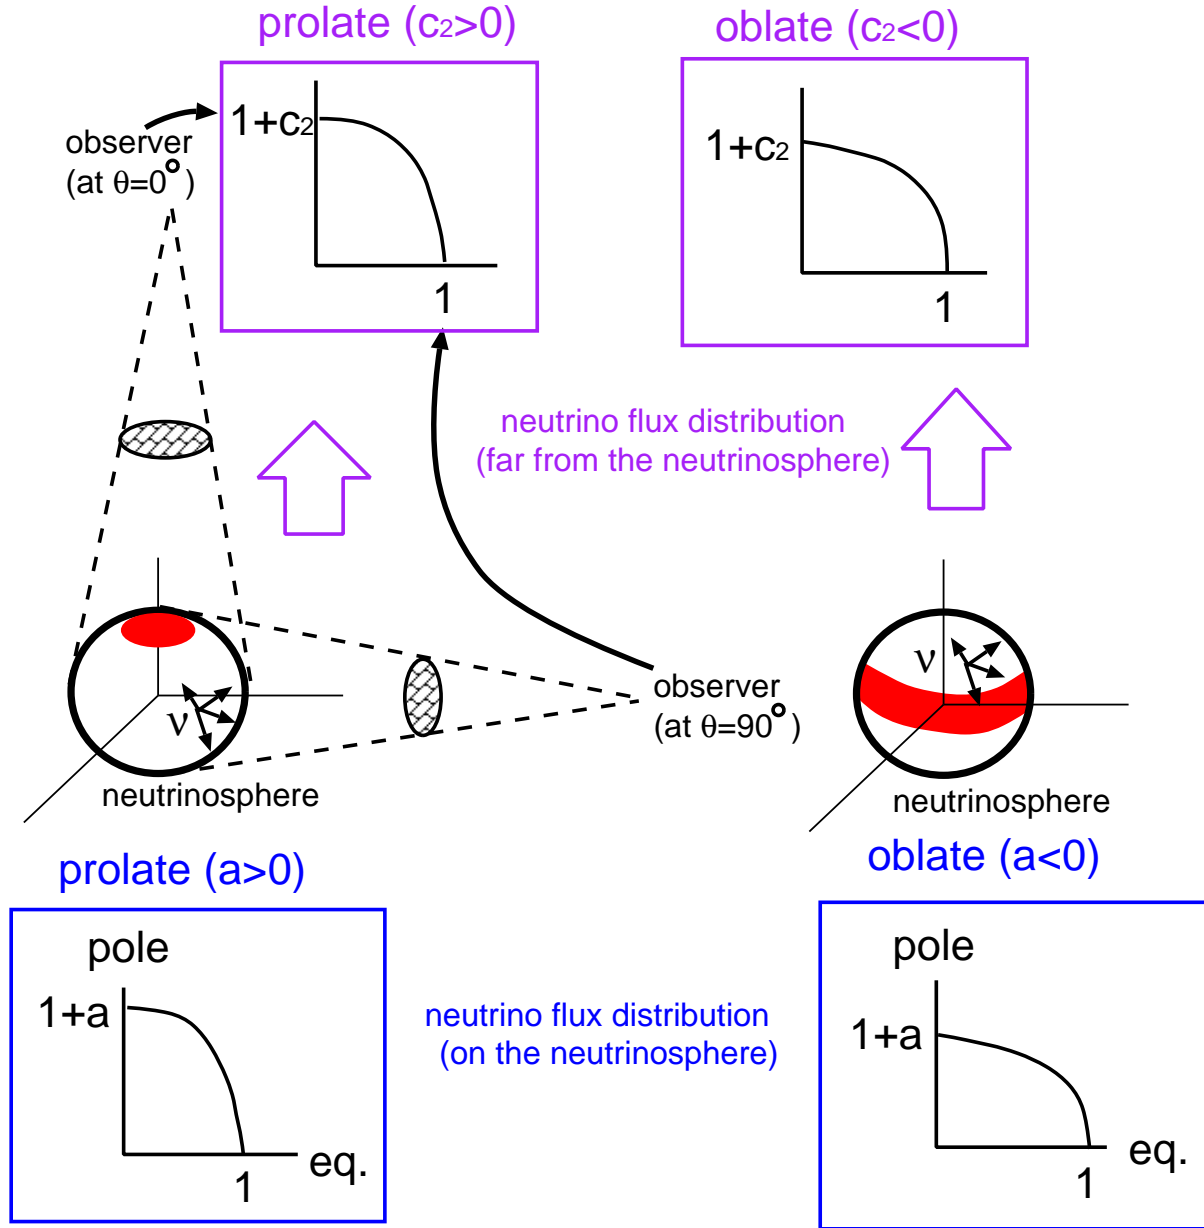 prolate (c₂>0)
oblate (c₂<0)
1+c₂
1
1+c₂
1
observer
(at θ=0°)
neutrino flux distribution
(far from the neutrinosphere)
ν
neutrinosphere
observer
(at θ=90°)
ν
neutrinosphere
prolate (a>0)
oblate (a<0)
pole
1+a
1
eq.
neutrino flux distribution
(on the neutrinosphere)
pole
1+a
1
eq.